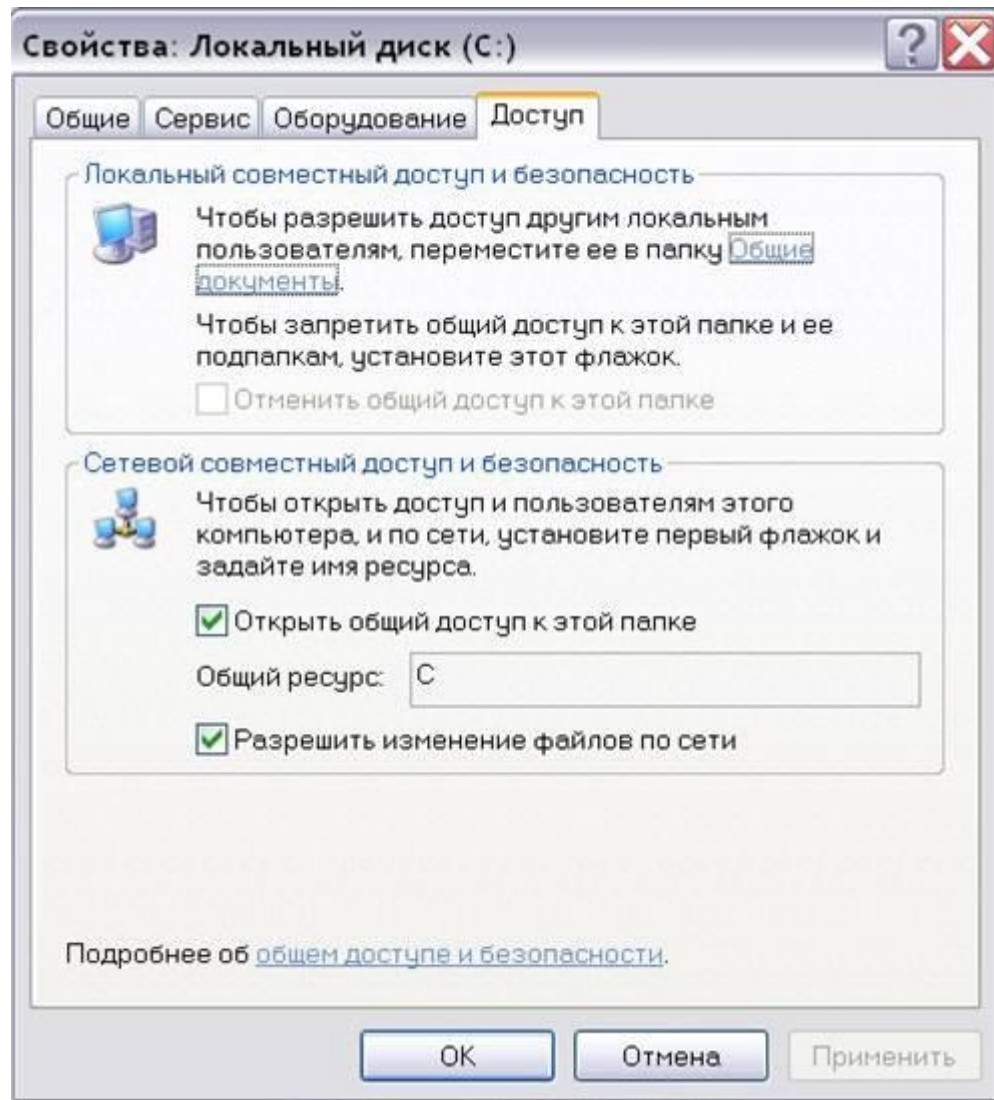 Свойства: Локальный диск (C:)
Общие Сервис Оборудование Доступ
Локальный совместный доступ и безопасность
Чтобы разрешить доступ другим локальным
пользователям, переместите ее в папку Общие
документы.
Чтобы запретить общий доступ к этой папке и ее
подпапкам, установите этот флажок.
Отменить общий доступ к этой папке
Сетевой совместный доступ и безопасность
Чтобы открыть доступ и пользователям этого
компьютера, и по сети, установите первый флажок и
задайте имя ресурса.
Открыть общий доступ к этой папке
Общий ресурс: C
Разрешить изменение файлов по сети
Подробнее об общем доступе и безопасности.
OK Отмена Применить